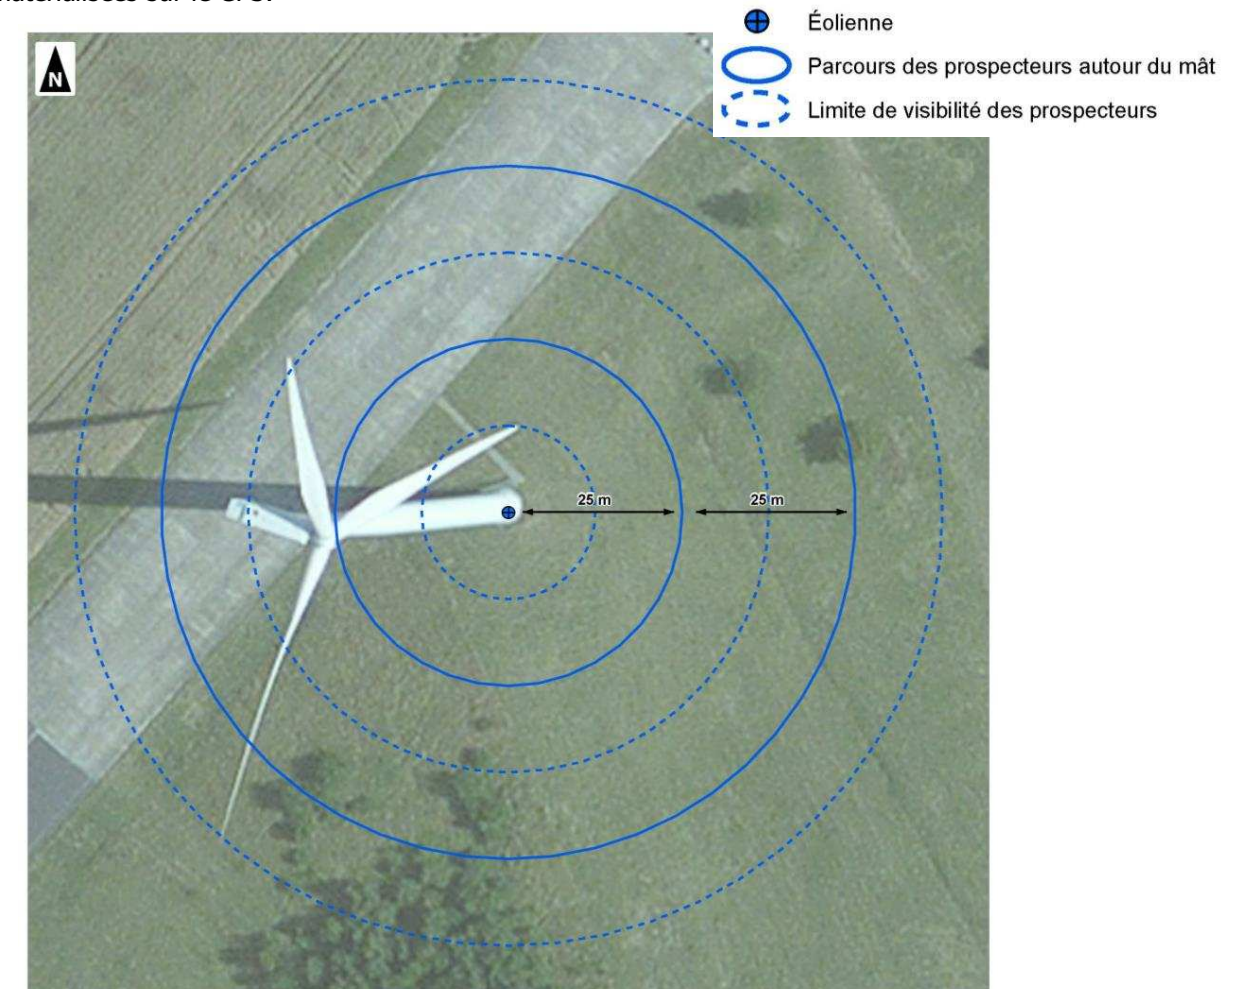 Éolienne
Parcours des prospecteurs autour du mât
Limite de visibilité des prospecteurs
N
25 m
25 m